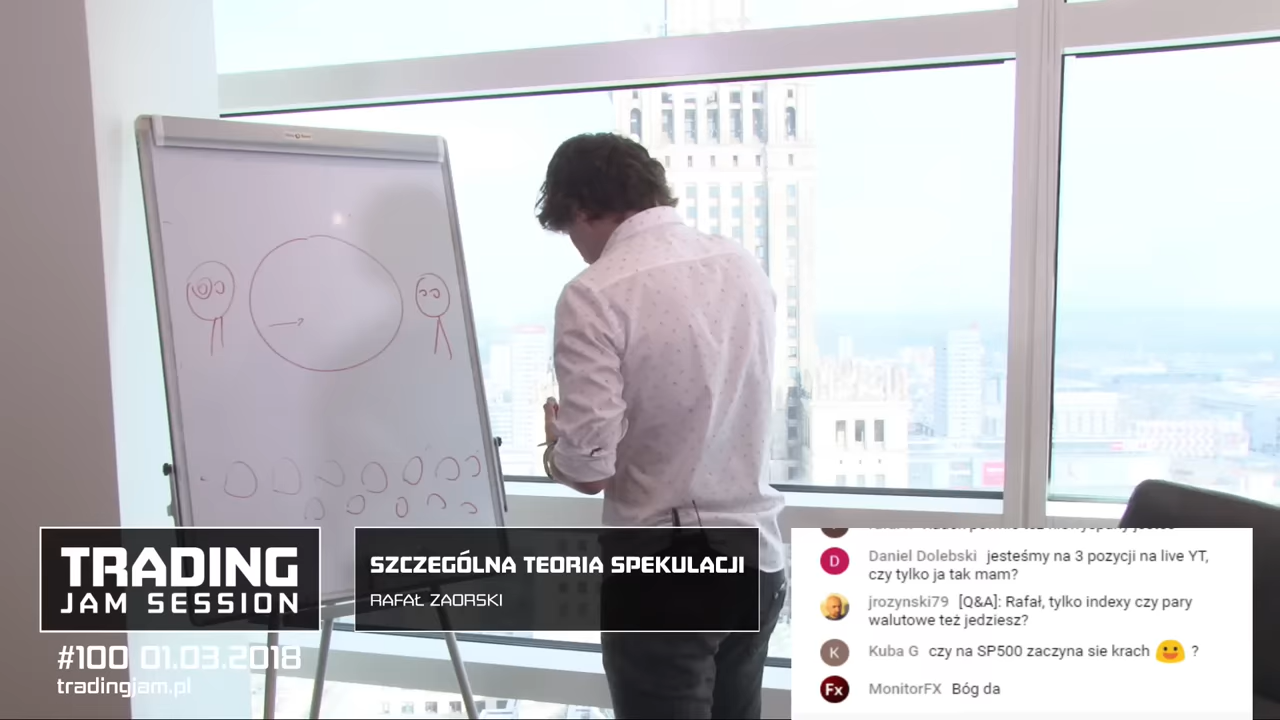 TRADING
JAM SESSION
#100 01.03.2018
tradingjam.pl
SZCZEGÓLNA TEORIA SPEKULACJI
RAFAŁ ZAORSKI
D
Daniel Dolebski jesteśmy na 3 pozycji na live YT,
czy tylko ja tak mam?
jrozynski79 [Q&A]: Rafał, tylko indexy czy pary
walutowe też jedziesz?
K
Kuba G czy na SP500 zaczyna sie krach 😀 ?
Fx
MonitorFX Bóg da